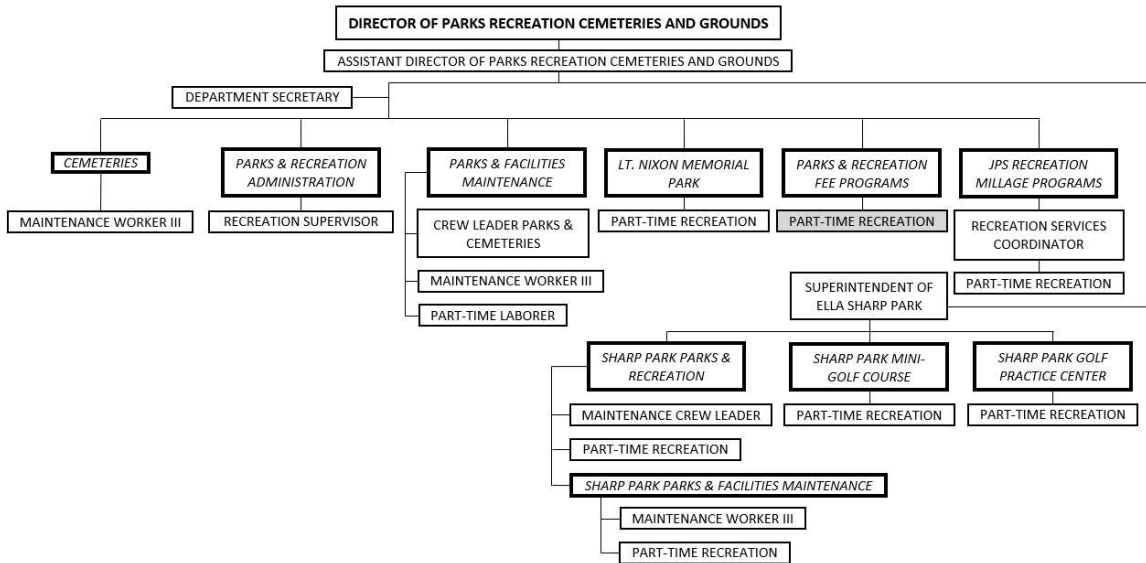 DIRECTOR OF PARKS RECREATION CEMETERIES AND GROUNDS
ASSISTANT DIRECTOR OF PARKS RECREATION CEMETERIES AND GROUNDS
DEPARTMENT SECRETARY
CEMETERIES
MAINTENANCE WORKER III
PARKS & RECREATION
ADMINISTRATION
RECREATION SUPERVISOR
PARKS & FACILITIES
MAINTENANCE
CREW LEADER PARKS &
CEMETERIES
MAINTENANCE WORKER III
PART-TIME LABORER
LT. NIXON MEMORIAL
PARK
PART-TIME RECREATION
PARKS & RECREATION
FEE PROGRAMS
PART-TIME RECREATION
JPS RECREATION
MILLAGE PROGRAMS
RECREATION SERVICES
COORDINATOR
PART-TIME RECREATION
SUPERINTENDENT OF
ELLA SHARP PARK
SHARP PARK PARKS &
RECREATION
MAINTENANCE CREW LEADER
PART-TIME RECREATION
SHARP PARK PARKS & FACILITIES MAINTENANCE
MAINTENANCE WORKER III
PART-TIME RECREATION
SHARP PARK MINI-
GOLF COURSE
PART-TIME RECREATION
SHARP PARK GOLF
PRACTICE CENTER
PART-TIME RECREATION